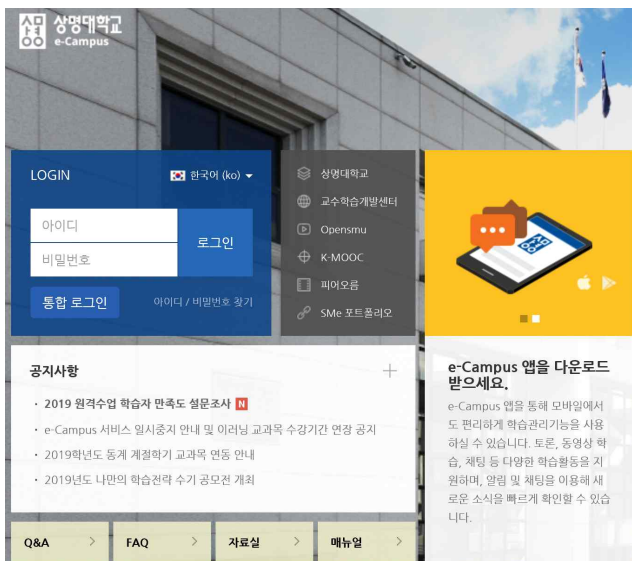 상명대학교
e-Campus
LOGIN
한국어 (ko)
아이디
비밀번호
로그인
통합 로그인
아이디 / 비밀번호 찾기
상명대학교
교수학습개발센터
Opensmu
K-MOOC
피어오름
SMe 포트폴리오
공지사항
2019 원격수업 학습자 만족도 설문조사 N
e-Campus 서비스 일시중지 안내 및 이러닝 교과목 수강기간 연장 공지
2019학년도 동계 계절학기 교과목 연동 안내
2019년도 나만의 학습전략 수기 공모전 개최
e-Campus 앱을 다운로드
받으세요.
e-Campus 앱을 통해 모바일에서
도 편리하게 학습관리기능을 사용
하실 수 있습니다. 토론, 동영상 학
습, 채팅 등 다양한 학습활동을 지
원하며, 알림 및 채팅을 이용해 새
로운 소식을 빠르게 확인할 수 있습
니다.
Q&A
FAQ
자료실
매뉴얼